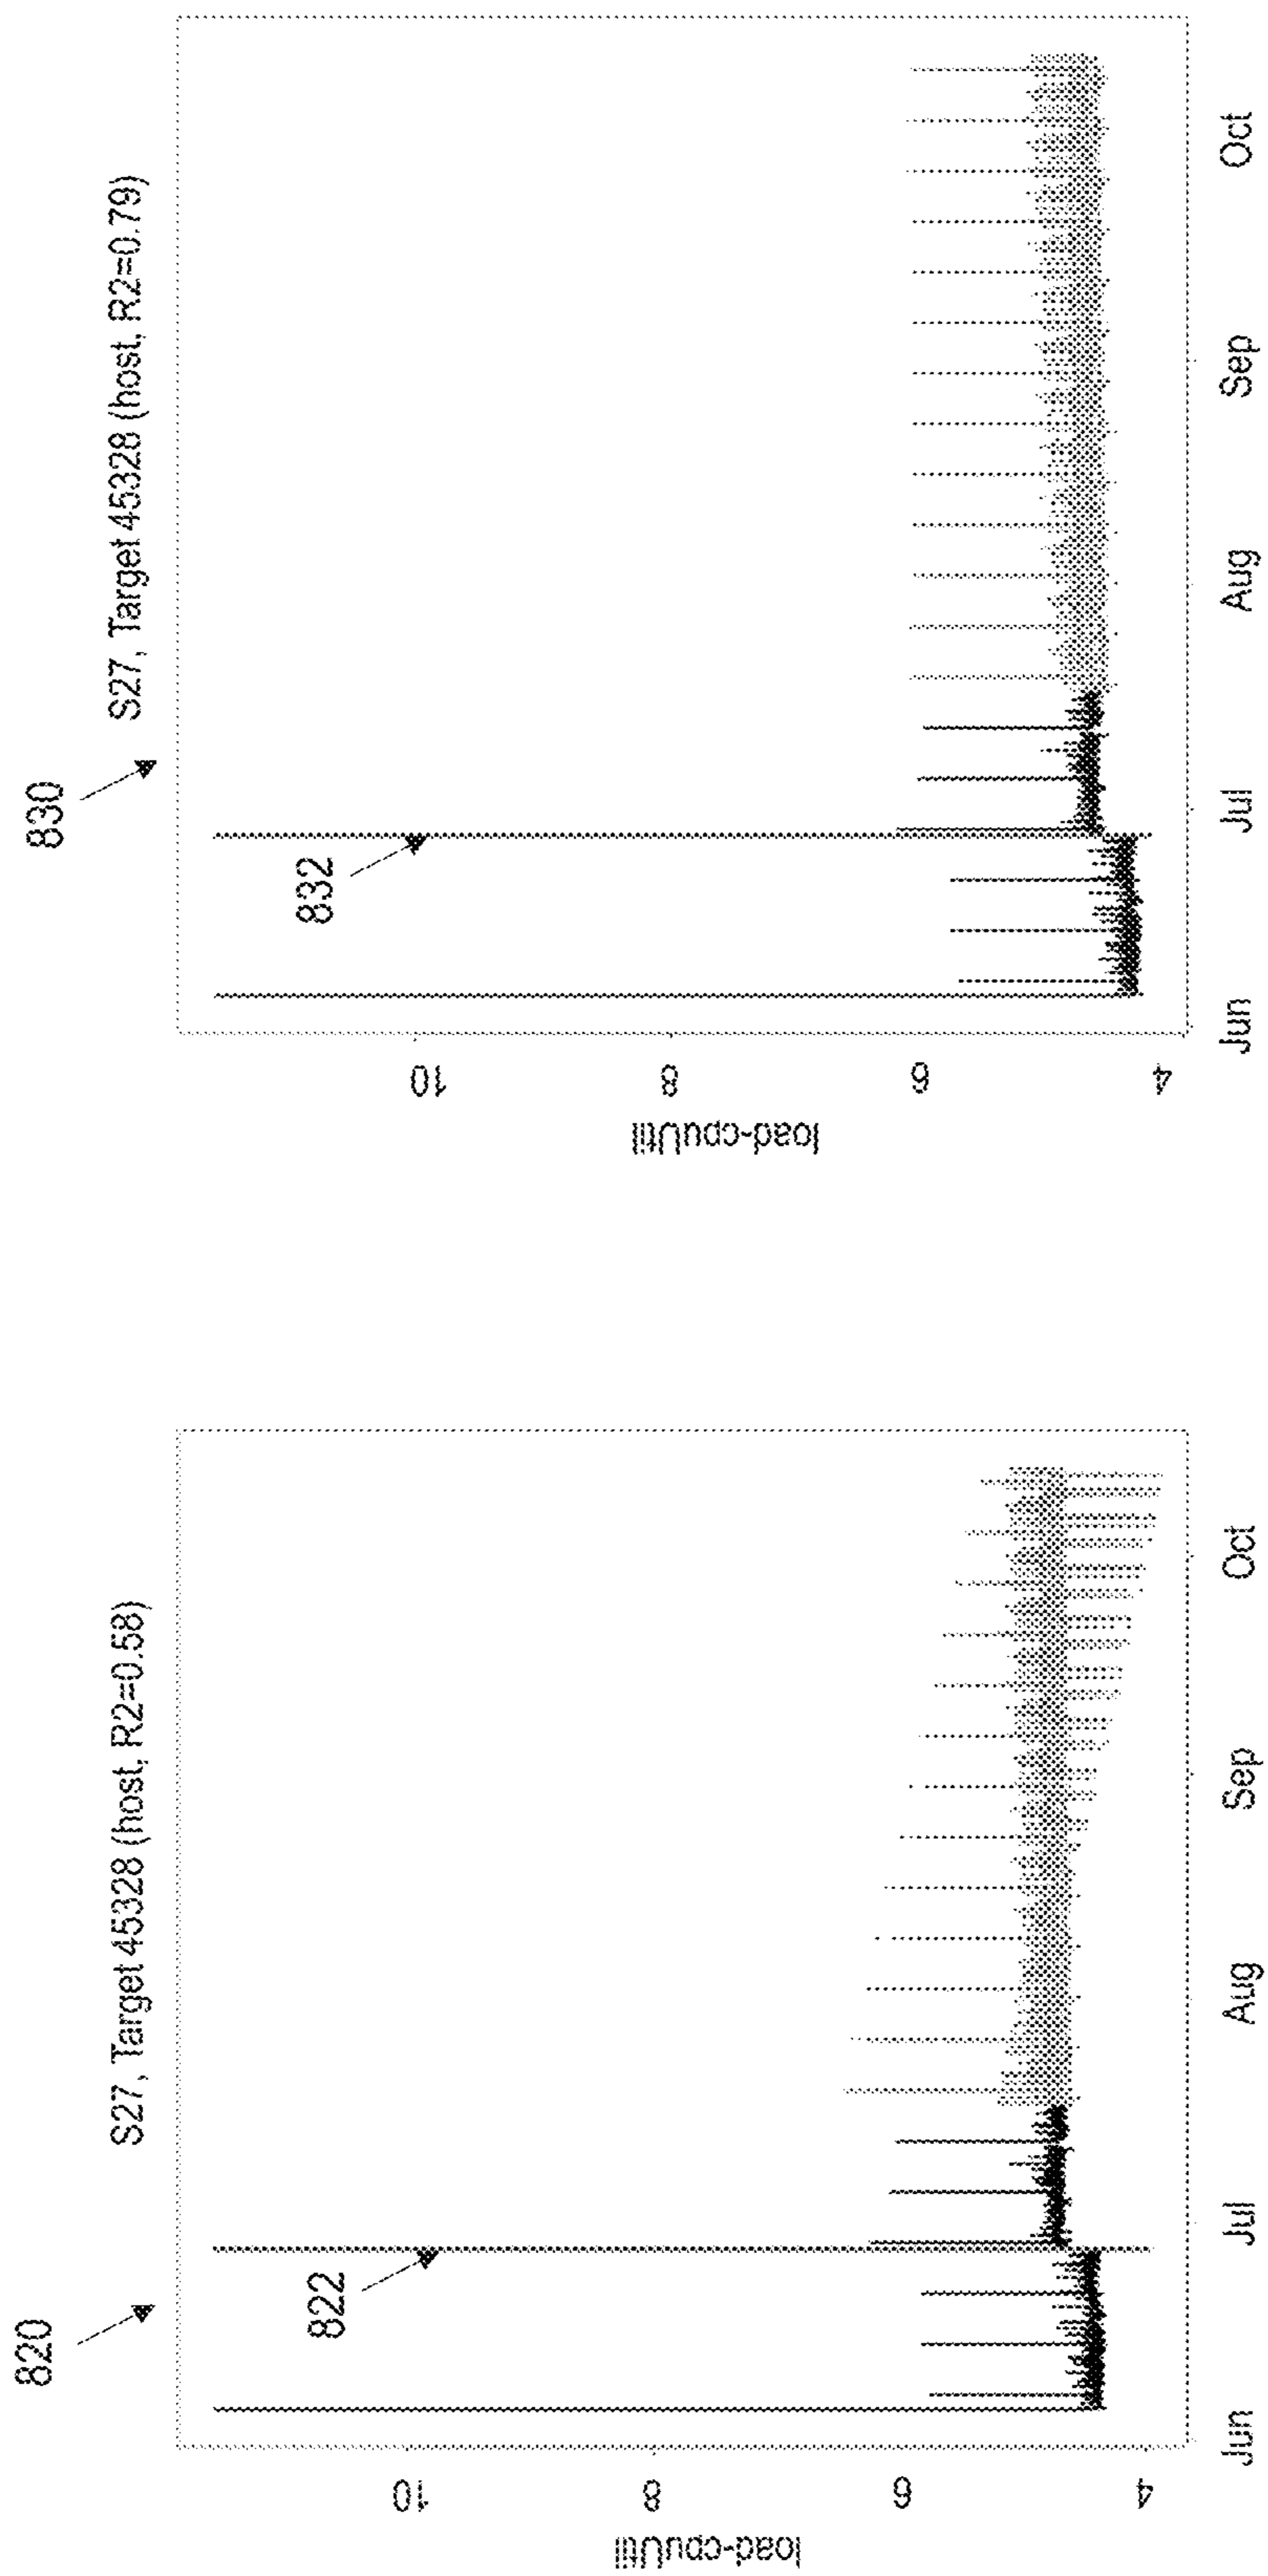 820
S27, Target 45328 (host, R2=0.58)
822
load-cpuUtil
10
8
6
4
Jun
Jul
Aug
Sep
Oct
830
S27, Target 45328 (host, R2=0.79)
832
load-cpuUtil
10
8
6
4
Jun
Jul
Aug
Sep
Oct